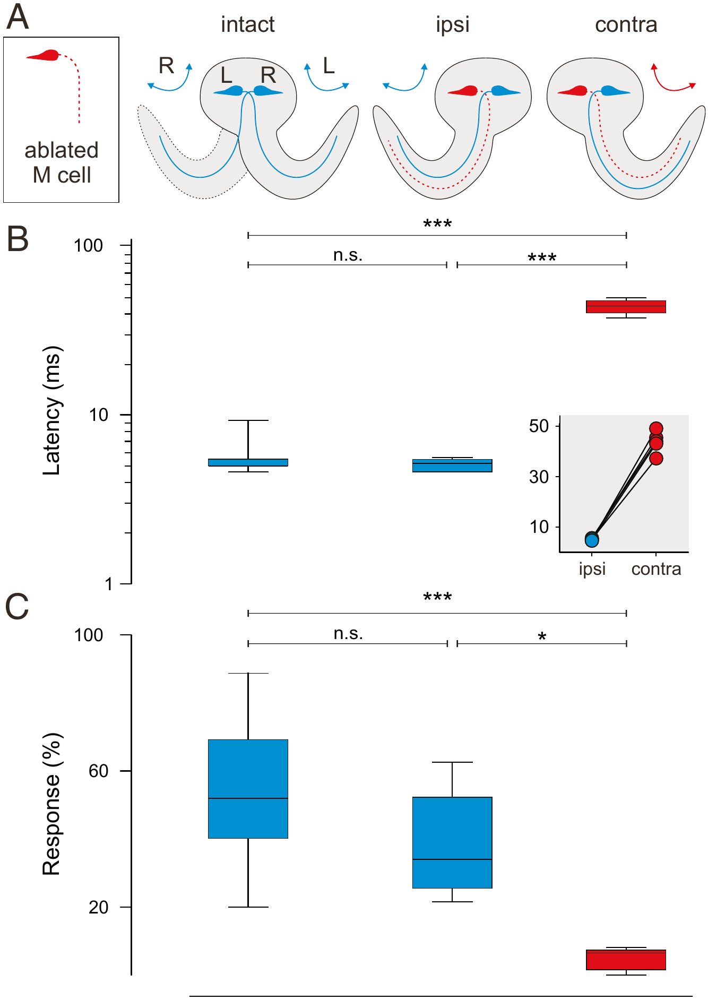 A
intact
ipsi
contra
R
L
R
L
ablated
M cell
B
***
n.s.
***
100
10
1
Latency (ms)
50
30
10
ipsi
contra
C
***
n.s.
*
100
60
20
Response (%)